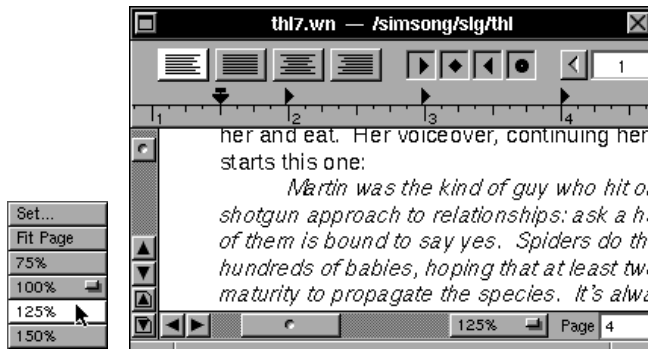 thl7.wn — /simsong/slg/thl
1
1 2 3 4
her and eat. Her voiceover, continuing her
starts this one:
Martin was the kind of guy who hit o
shotgun approach to relationships: ask a h
of them is bound to say yes. Spiders do th
hundreds of babies, hoping that at least tw
maturity to propagate the species. It's alwa
125% Page 4
Set...
Fit Page
75%
100%
125%
150%